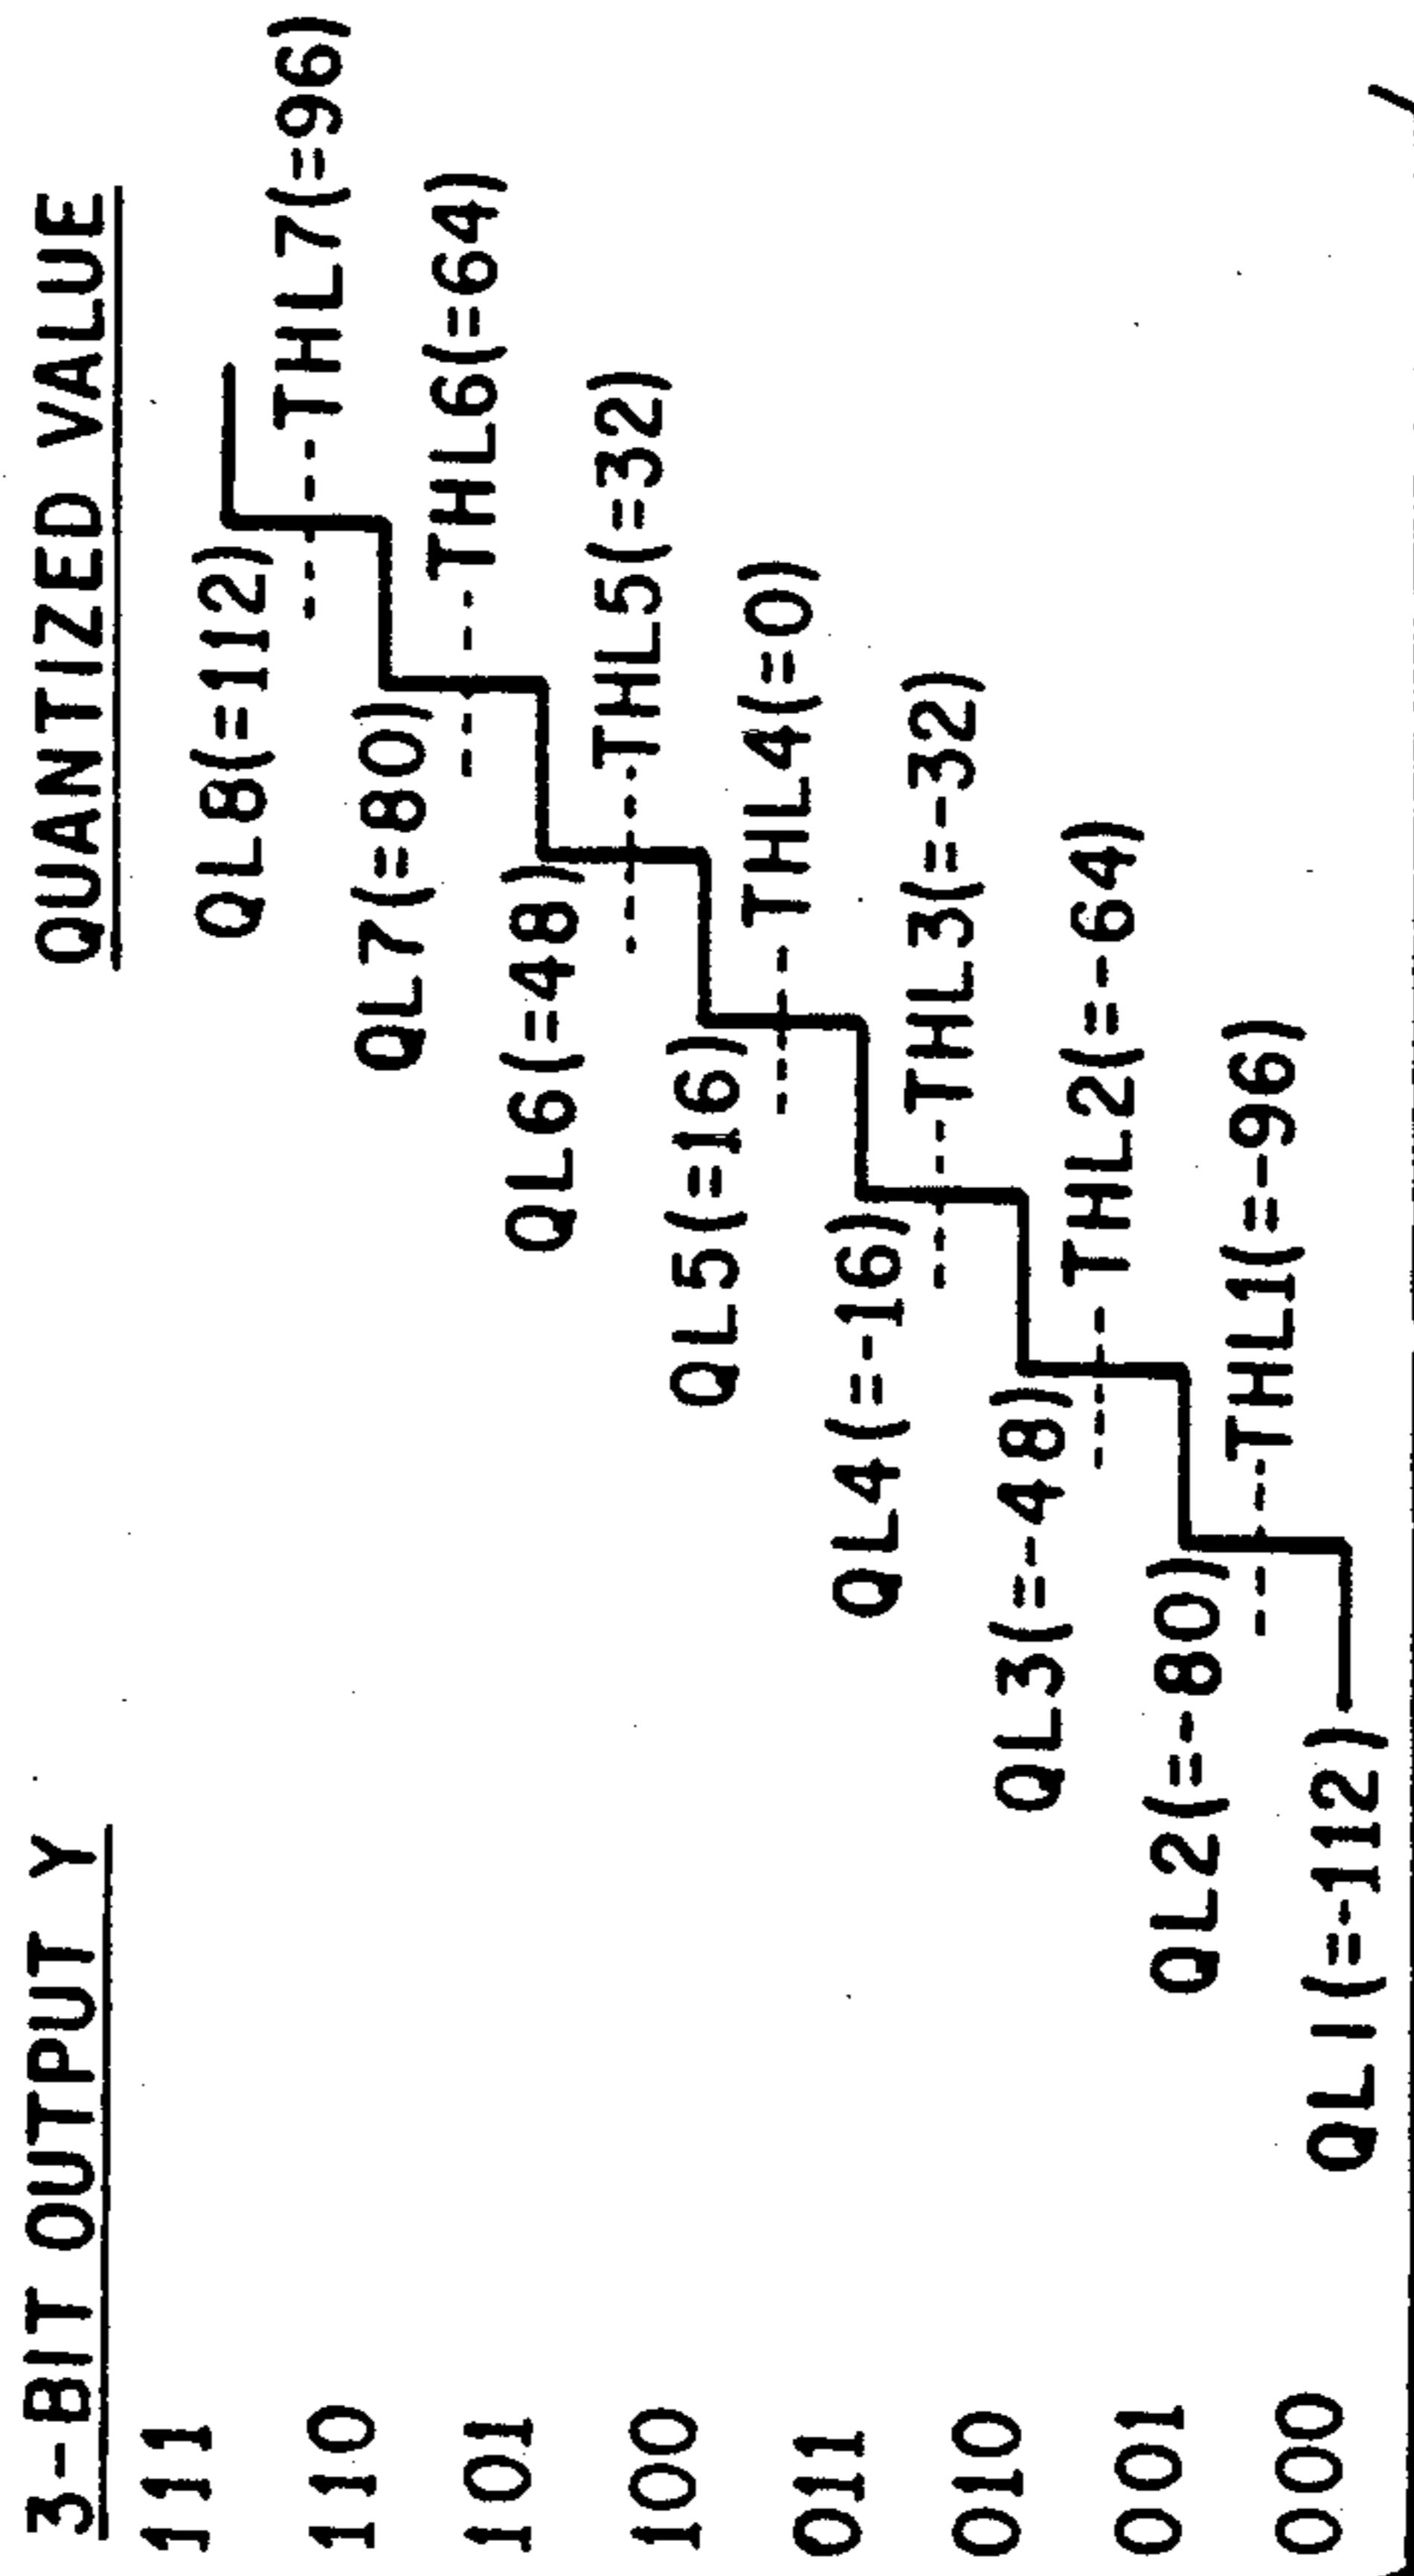 3-BIT OUTPUT Y QUANTIZED VALUE
111 QL8(=112)
THL7(=96)
110 QL7(=80)
THL6(=64)
101 QL6(=48)
THL5(=32)
100 QL5(=16)
THL4(=0)
011 QL4(=-16)
THL3(=-32)
010 QL3(=-48)
THL2(=-64)
001 QL2(=-80)
THL1(=-96)
000 QL1(=-112)